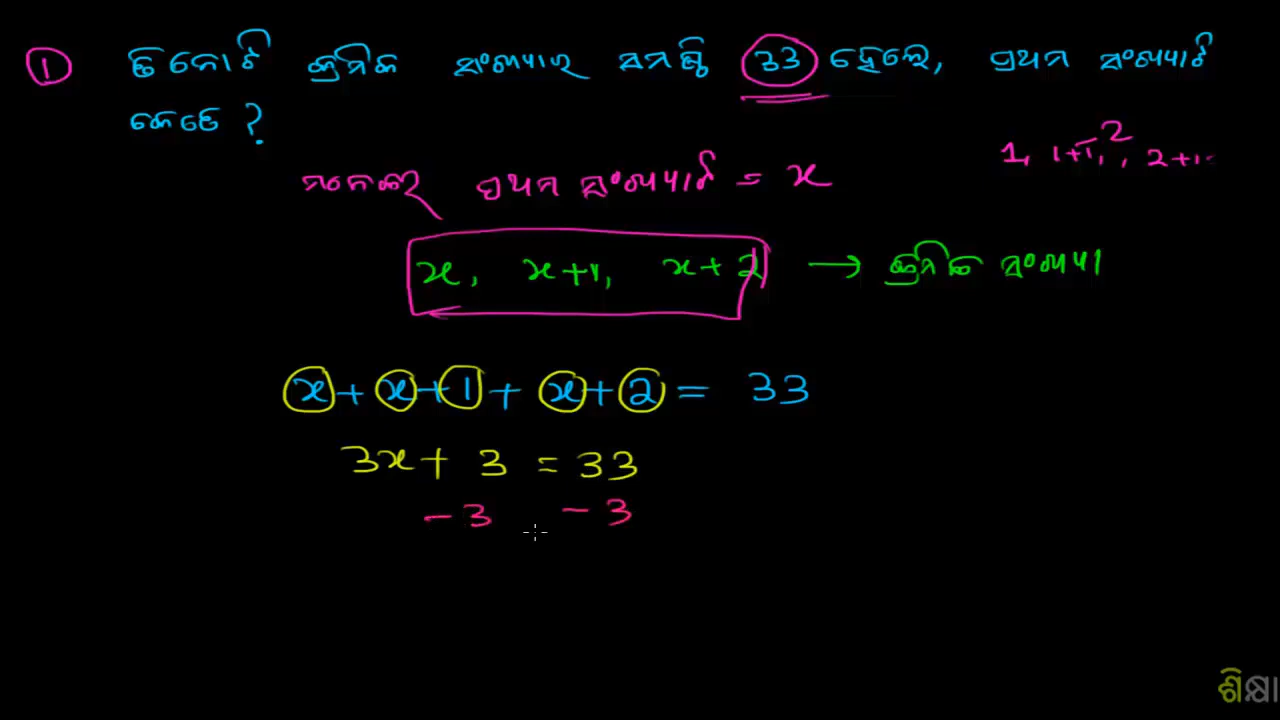 ① ତିନୋଟି କ୍ରମିକ ସଂଖ୍ୟାର ସମଷ୍ଟି 33 ହେଲେ, ପ୍ରଥମ ସଂଖ୍ୟାଟି
କେତେ?
1, 1+1, 2, 2+1
ମନେକର ପ୍ରଥମ ସଂଖ୍ୟାଟି = x
x, x+1, x+2 → କ୍ରମିକ ସଂଖ୍ୟା
x + x + 1 + x + 2 = 33
3x + 3 = 33
- 3 - 3
ଶିକ୍ଷା